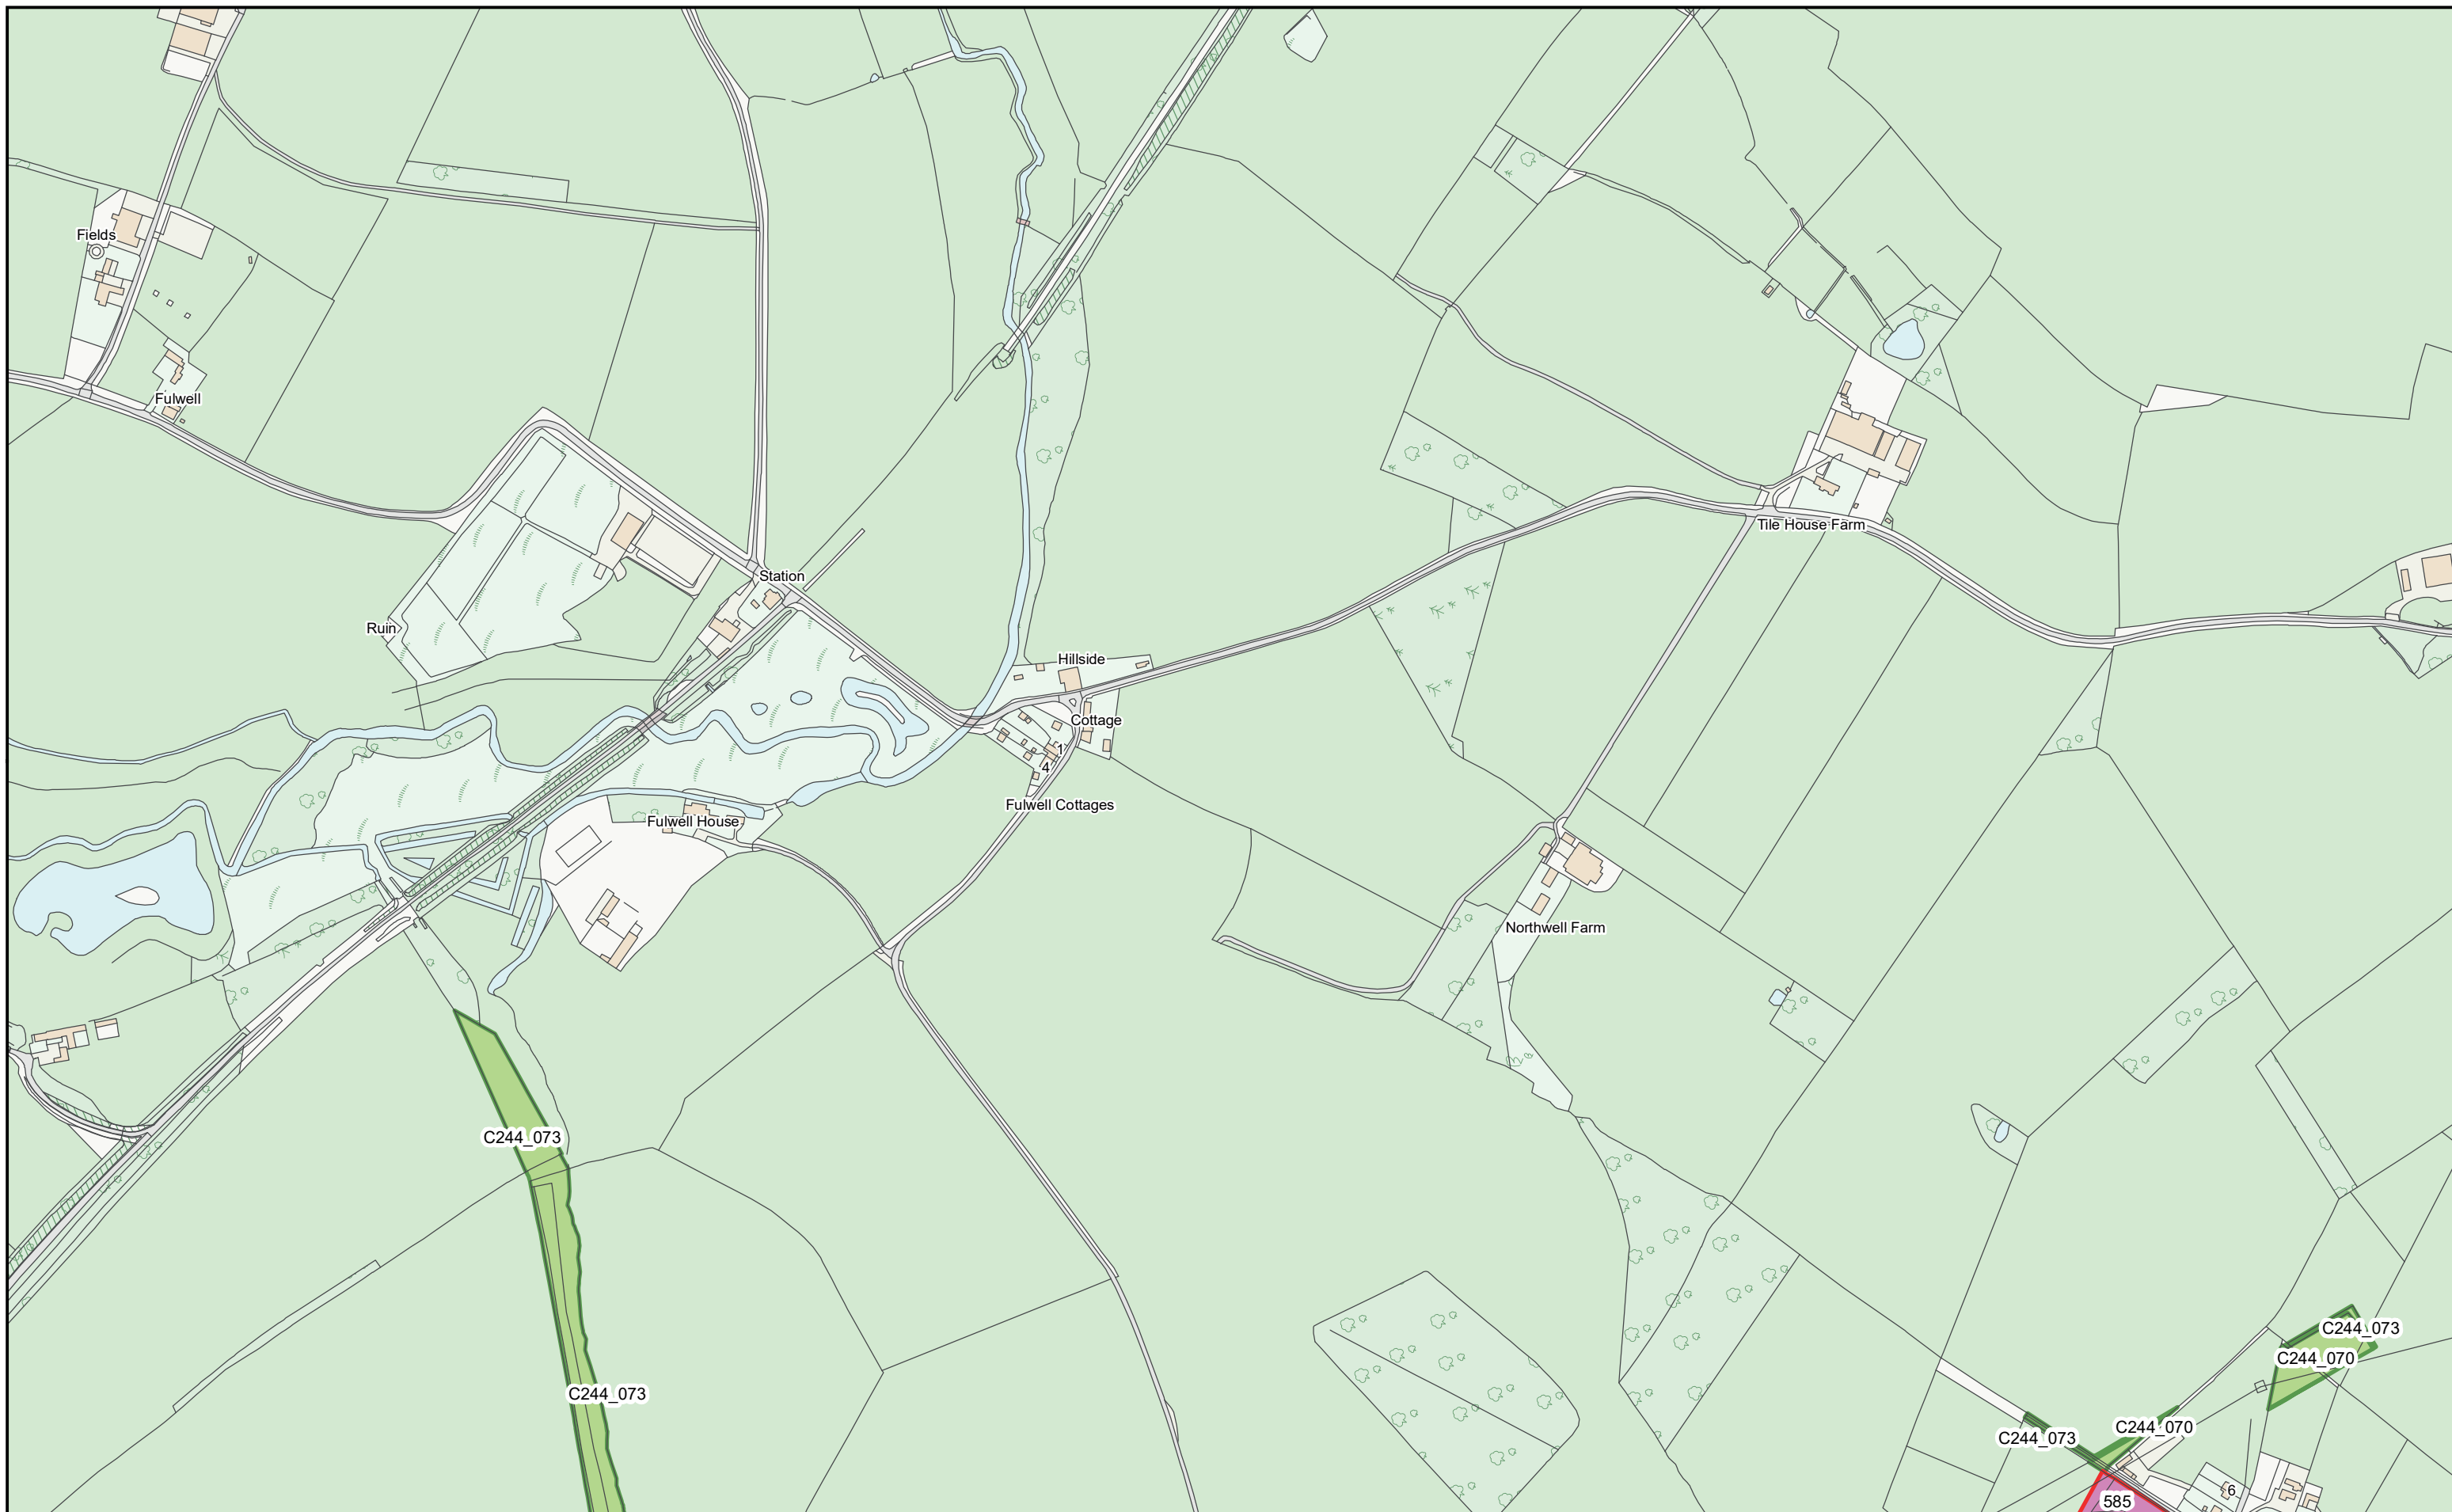 Fields
Fulwell
Station
Tile House Farm
Ruin
Hillside
Cottage
1
4
Fulwell Cottages
Fulwell House
Northwell Farm
C244_073
C244_073
C244_073
C244_070
C244_070
C244_073
6
585